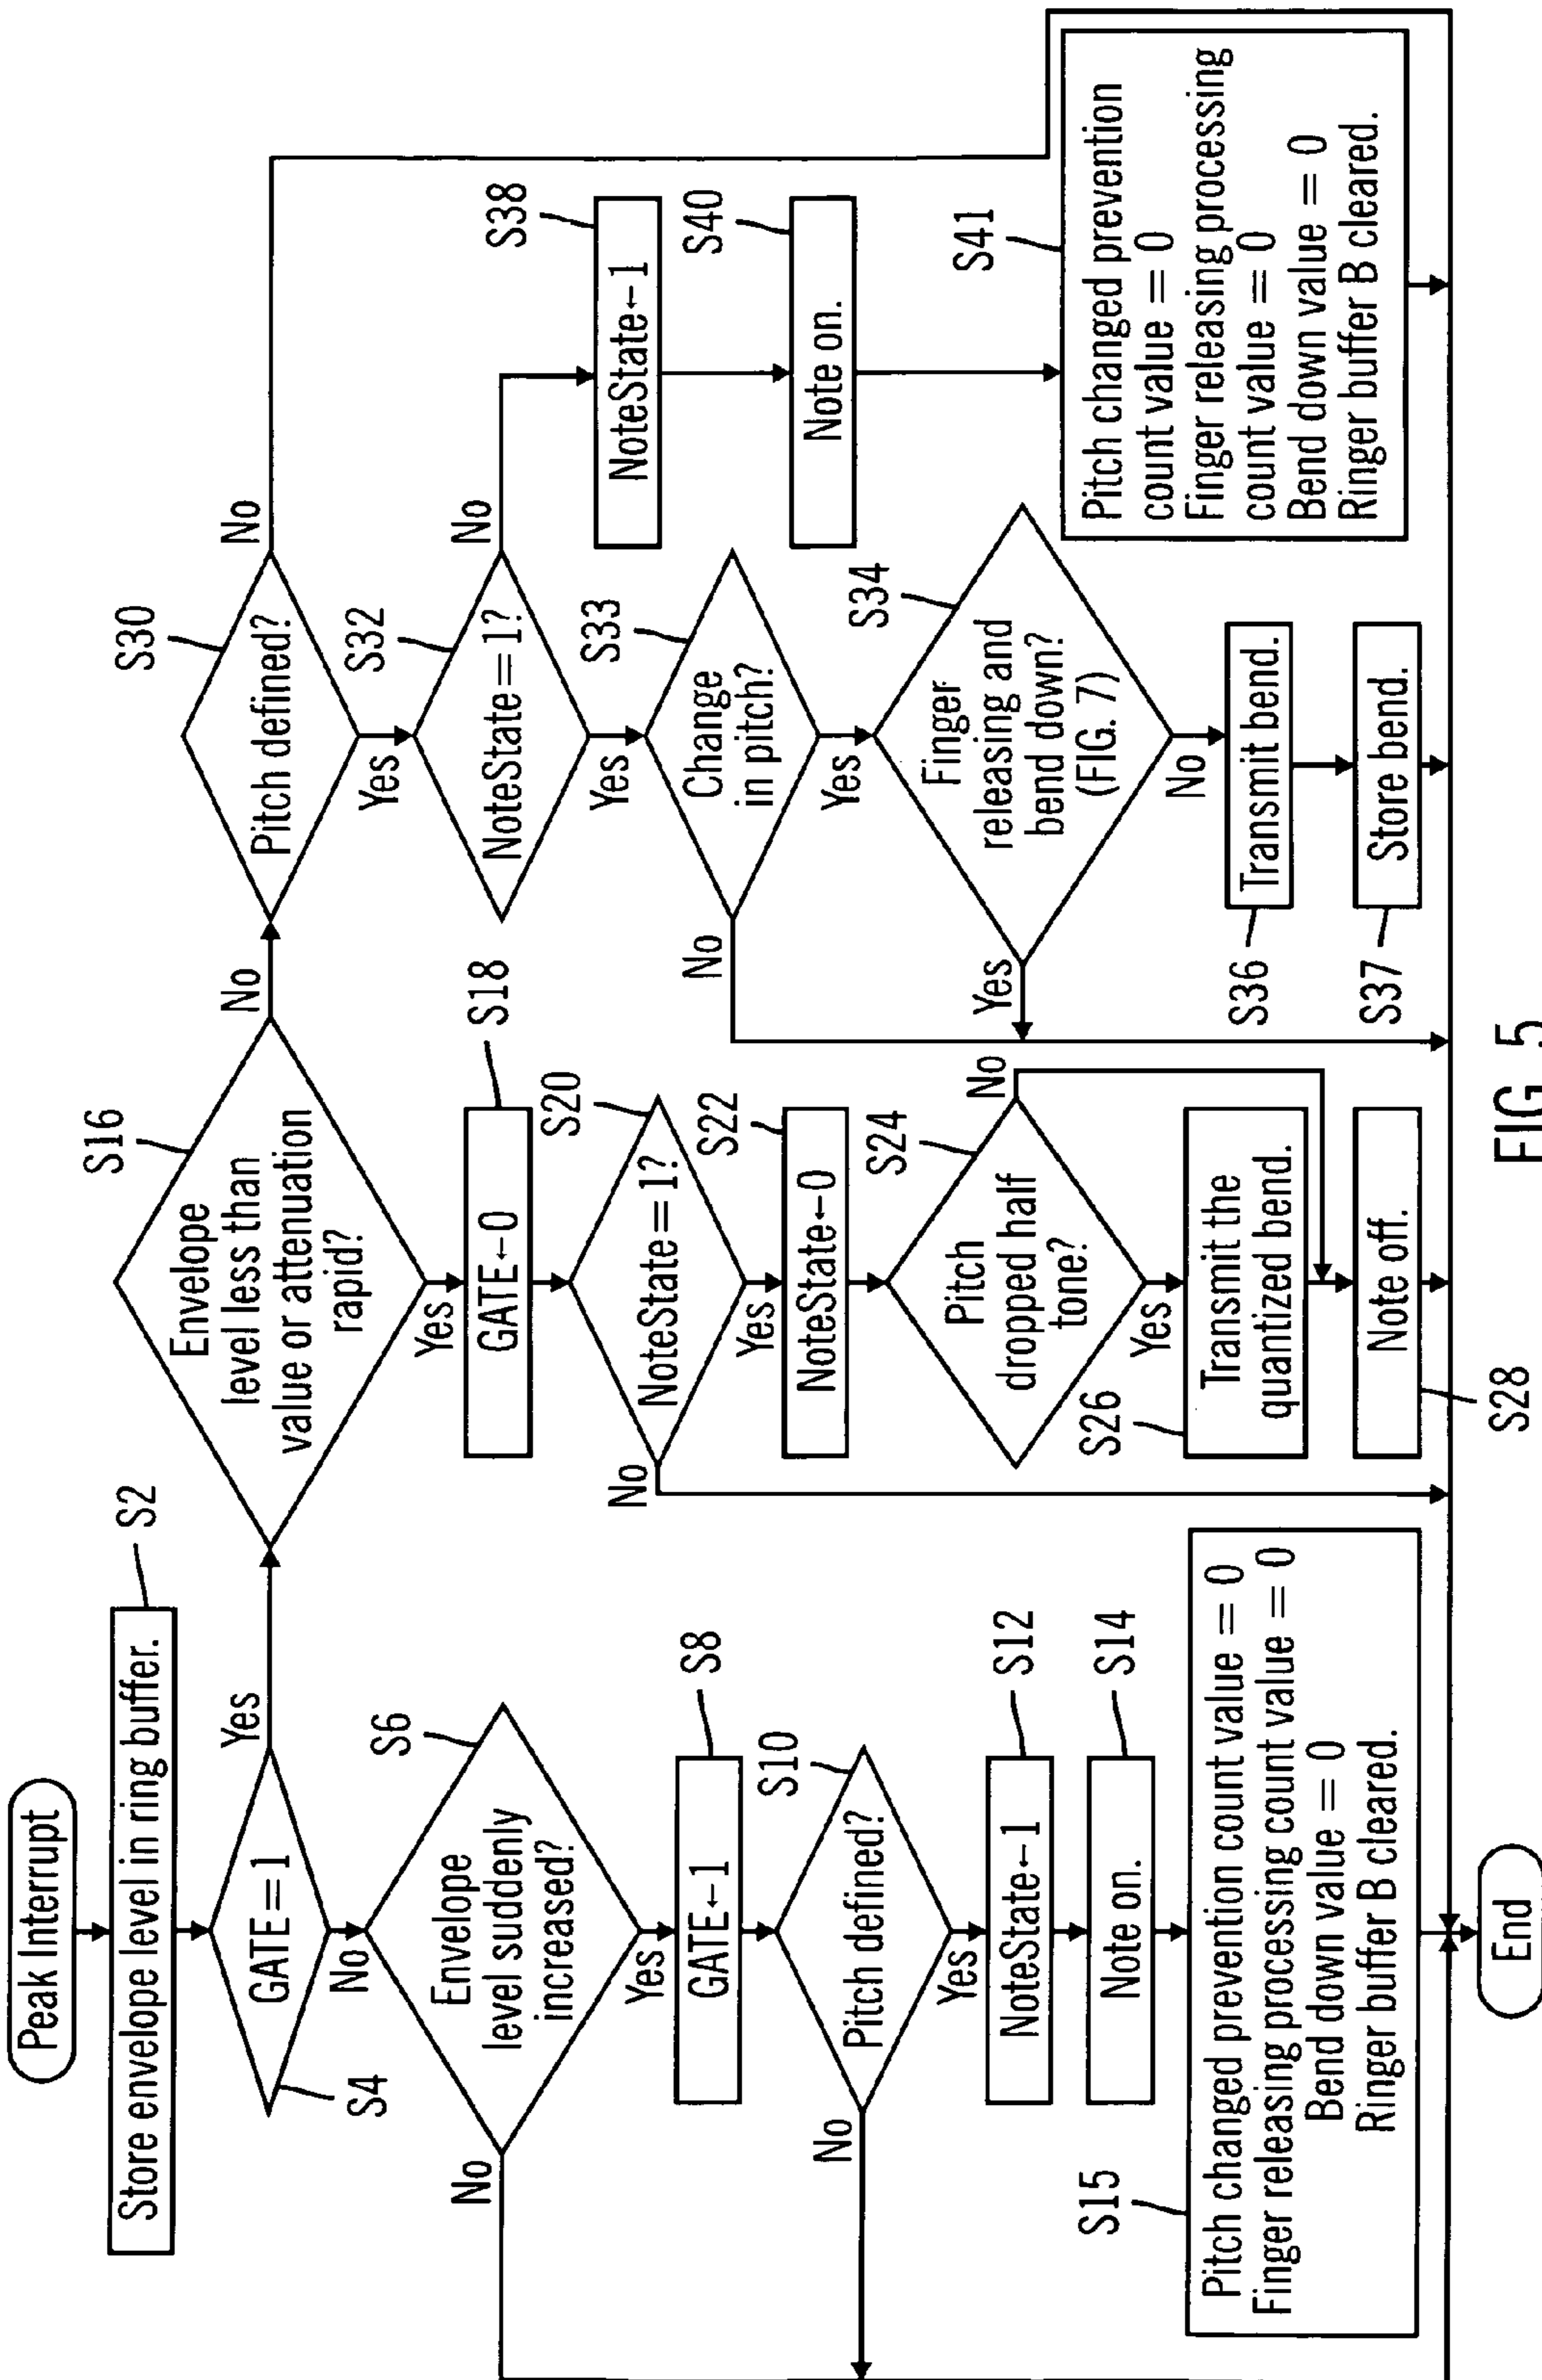 Peak Interrupt
Store envelope level in ring buffer.
S2
GATE=1
S4
Yes
No
Envelope
level suddenly
increased?
S6
No
Yes
GATE←1
S8
Pitch defined?
S10
No
Yes
NoteState←1
S12
Note on.
S14
S15
Pitch changed prevention count value = 0
Finger releasing processing count value = 0
Bend down value = 0
Ringer buffer B cleared.
End
S16
Envelope
level less than
value or attenuation
rapid?
No
Yes
GATE←0
S18
NoteState=1?
S20
No
Yes
NoteState←0
S22
Pitch
dropped half
tone?
S24
No
Yes
S26
Transmit the
quantized bend.
Note off.
S28
S30
Pitch defined?
No
Yes
S32
NoteState=1?
No
Yes
S33
Change
in pitch?
No
Yes
S34
Finger
releasing and
bend down?
(FIG. 7)
Yes
No
Transmit bend.
S36
Store bend.
S37
NoteState←1
S38
Note on.
S40
S41
Pitch changed prevention
count value = 0
Finger releasing processing
count value = 0
Bend down value = 0
Ringer buffer B cleared.
FIG. 5